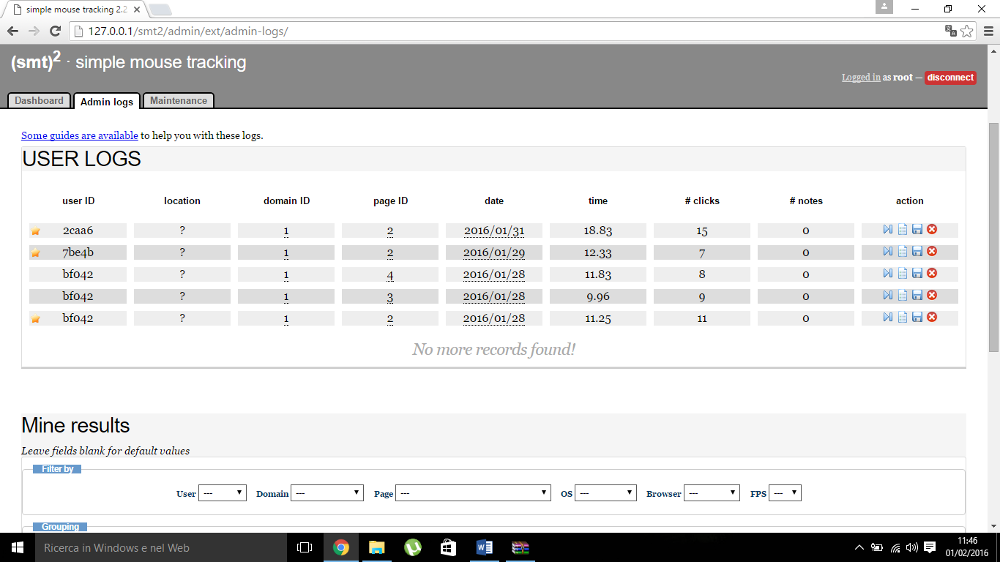 simple mouse tracking 2.2
127.0.0.1/smt2/admin/ext/admin-logs/
(smt)2 · simple mouse tracking
Logged in as root — disconnect
Dashboard Admin logs Maintenance
Some guides are available to help you with these logs.
USER LOGS
user ID location domain ID page ID date time # clicks # notes action
2caa6 ? 1 2 2016/01/31 18.83 15 0
7be4b ? 1 2 2016/01/29 12.33 7 0
bf042 ? 1 4 2016/01/28 11.83 8 0
bf042 ? 1 3 2016/01/28 9.96 9 0
bf042 ? 1 2 2016/01/28 11.25 11 0
No more records found!
Mine results
Leave fields blank for default values
Filter by
User --- Domain --- Page --- OS --- Browser --- FPS ---
Grouping
Ricerca in Windows e nel Web
11:46
01/02/2016